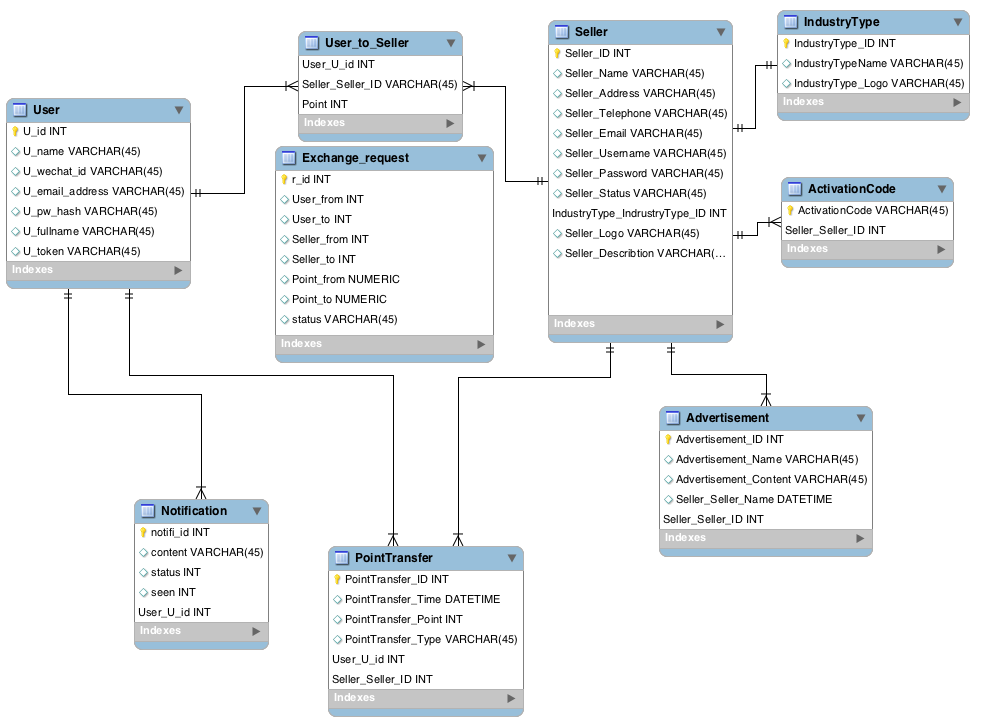 User
U_id INT
U_name VARCHAR(45)
U_wechat_id VARCHAR(45)
U_email_address VARCHAR(45)
U_pw_hash VARCHAR(45)
U_fullname VARCHAR(45)
U_token VARCHAR(45)
Indexes
User_to_Seller
User_U_id INT
Seller_Seller_ID VARCHAR(45)
Point INT
Indexes
Exchange_request
r_id INT
User_from INT
User_to INT
Seller_from INT
Seller_to INT
Point_from NUMERIC
Point_to NUMERIC
status VARCHAR(45)
Indexes
Seller
Seller_ID INT
Seller_Name VARCHAR(45)
Seller_Address VARCHAR(45)
Seller_Telephone VARCHAR(45)
Seller_Email VARCHAR(45)
Seller_Username VARCHAR(45)
Seller_Password VARCHAR(45)
Seller_Status VARCHAR(45)
IndustryType_IndrustryType_ID INT
Seller_Logo VARCHAR(45)
Seller_Describtion VARCHAR(...
Indexes
IndustryType
IndustryType_ID INT
IndustryTypeName VARCHAR(45)
IndustryType_Logo VARCHAR(45)
Indexes
ActivationCode
ActivationCode VARCHAR(45)
Seller_Seller_ID INT
Indexes
Notification
notifi_id INT
content VARCHAR(45)
status INT
seen INT
User_U_id INT
Indexes
PointTransfer
PointTransfer_ID INT
PointTransfer_Time DATETIME
PointTransfer_Point INT
PointTransfer_Type VARCHAR(45)
User_U_id INT
Seller_Seller_ID INT
Indexes
Advertisement
Advertisement_ID INT
Advertisement_Name VARCHAR(45)
Advertisement_Content VARCHAR(45)
Seller_Seller_Name DATETIME
Seller_Seller_ID INT
Indexes